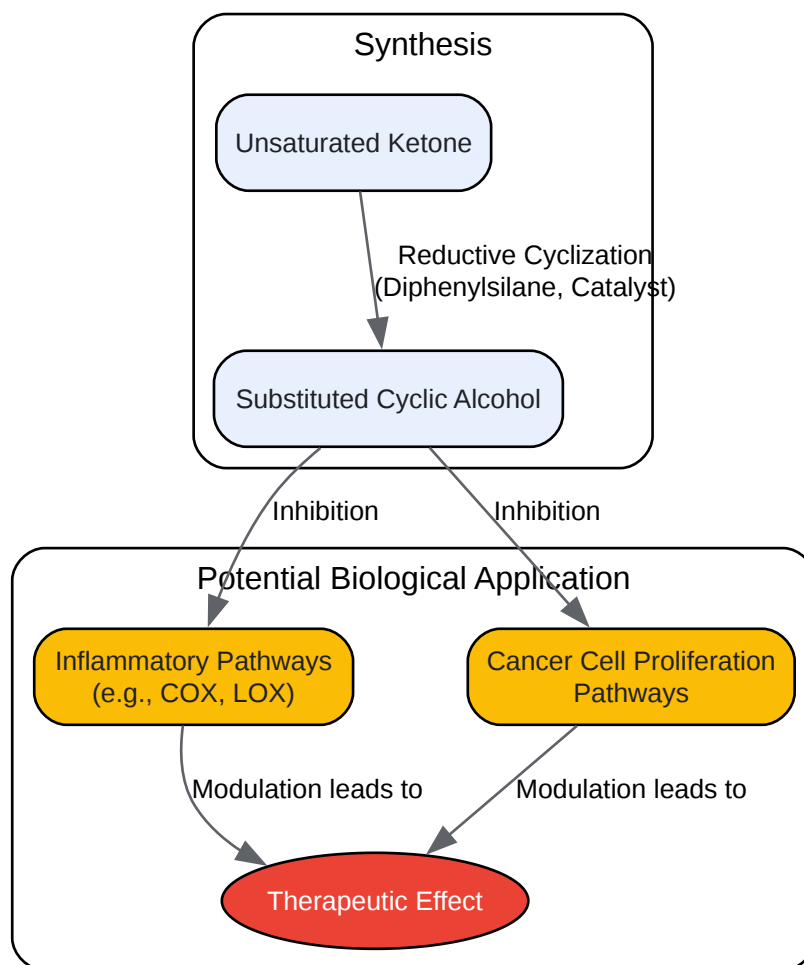 Synthesis
Unsaturated Ketone
Reductive Cyclization
(Diphenylsilane, Catalyst)
Substituted Cyclic Alcohol
Inhibition
Inhibition
Potential Biological Application
Inflammatory Pathways
(e.g., COX, LOX)
Cancer Cell Proliferation
Pathways
Modulation leads to
Modulation leads to
Therapeutic Effect